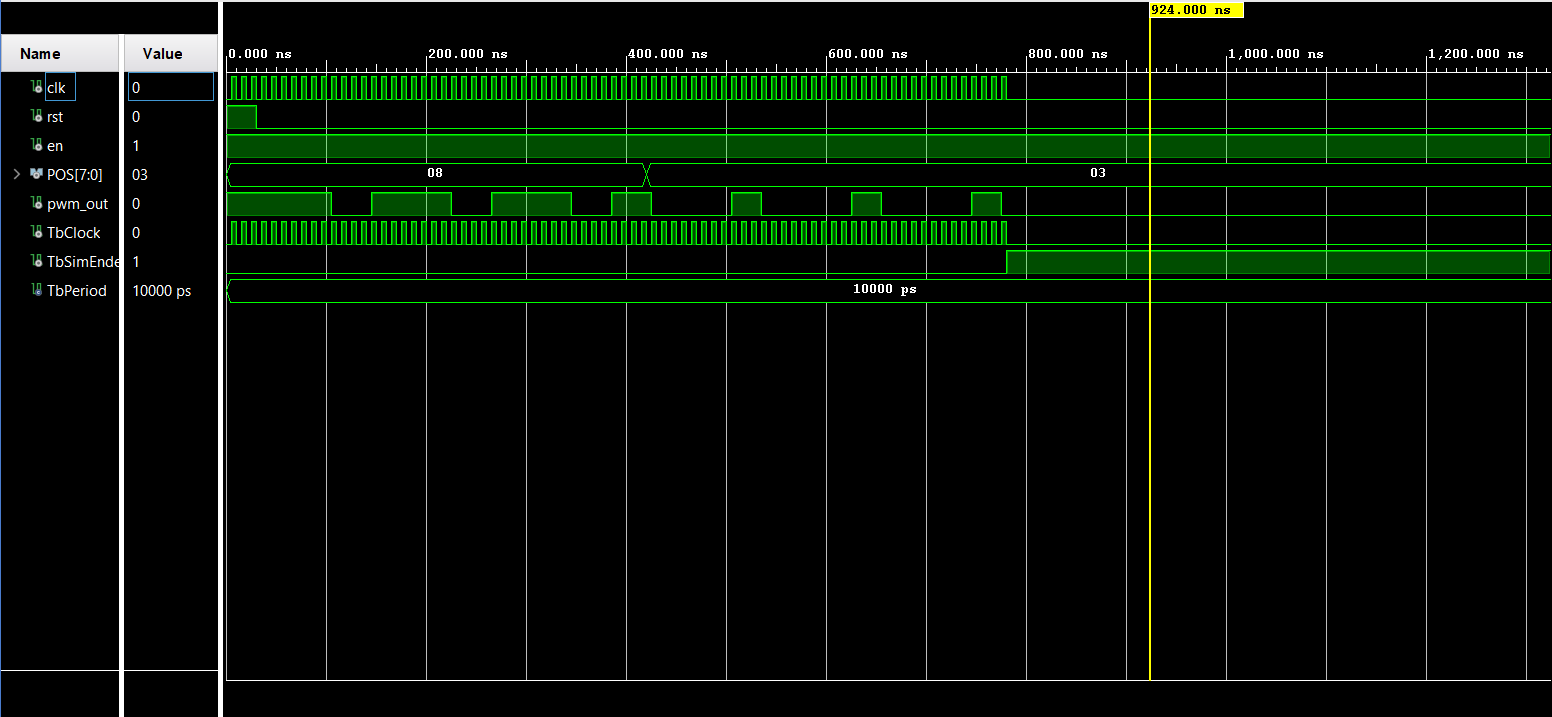 924.000 ns
Name Value
0.000 ns 200.000 ns 400.000 ns 600.000 ns 800.000 ns 1,000.000 ns 1,200.000 ns
clk 0
rst 0
en 1
POS[7:0] 03 08 03
pwm_out 0
TbClock 0
TbSimEnde 1
TbPeriod 10000 ps 10000 ps